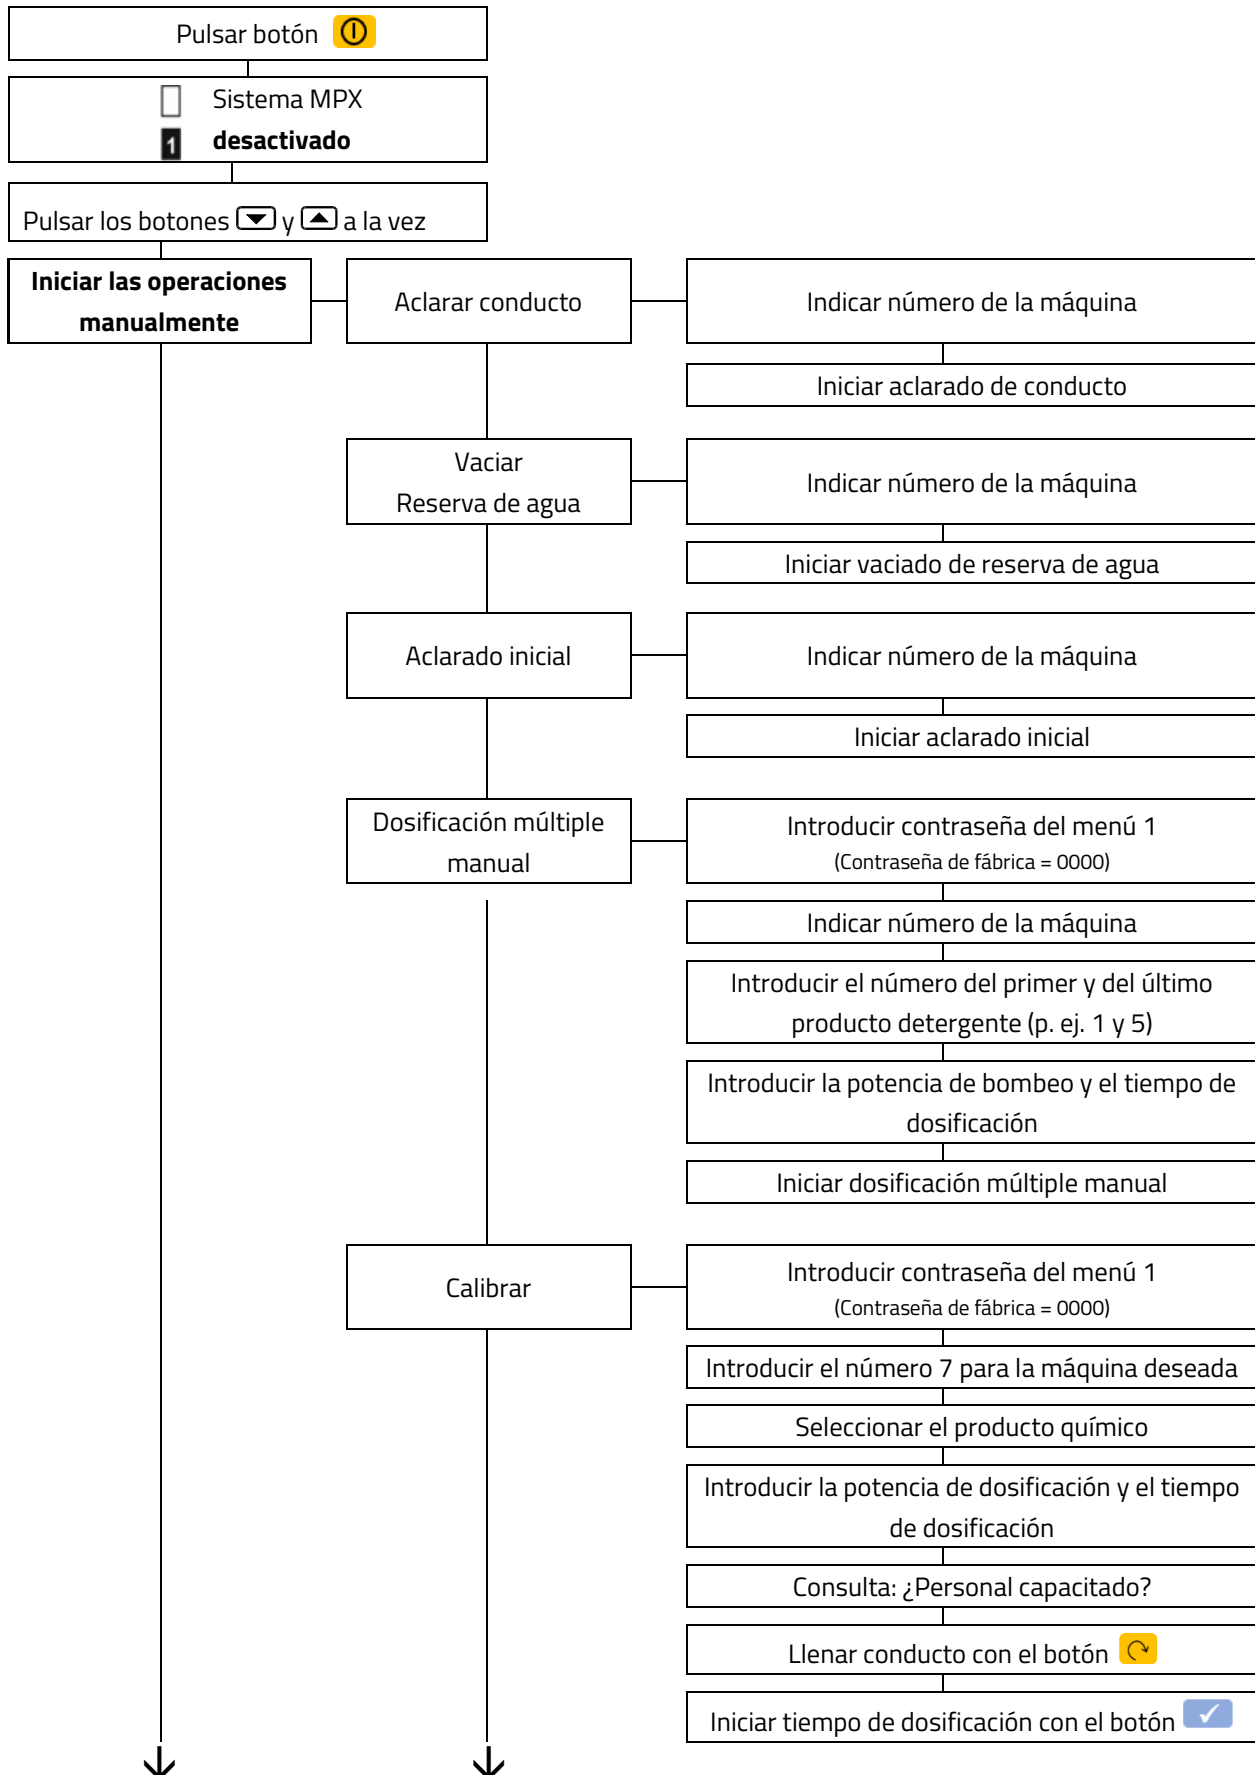 Pulsar botón
Sistema MPX
1 desactivado
Pulsar los botones y a la vez
Iniciar las operaciones
manualmente
Aclarar conducto
Indicar número de la máquina
Iniciar aclarado de conducto
Vaciar
Reserva de agua
Indicar número de la máquina
Iniciar vaciado de reserva de agua
Aclarado inicial
Indicar número de la máquina
Iniciar aclarado inicial
Dosificación múltiple
manual
Introducir contraseña del menú 1
(Contraseña de fábrica = 0000)
Indicar número de la máquina
Introducir el número del primer y del último
producto detergente (p. ej. 1 y 5)
Introducir la potencia de bombeo y el tiempo de
dosificación
Iniciar dosificación múltiple manual
Calibrar
Introducir contraseña del menú 1
(Contraseña de fábrica = 0000)
Introducir el número 7 para la máquina deseada
Seleccionar el producto químico
Introducir la potencia de dosificación y el tiempo
de dosificación
Consulta: ¿Personal capacitado?
Llenar conducto con el botón
Iniciar tiempo de dosificación con el botón